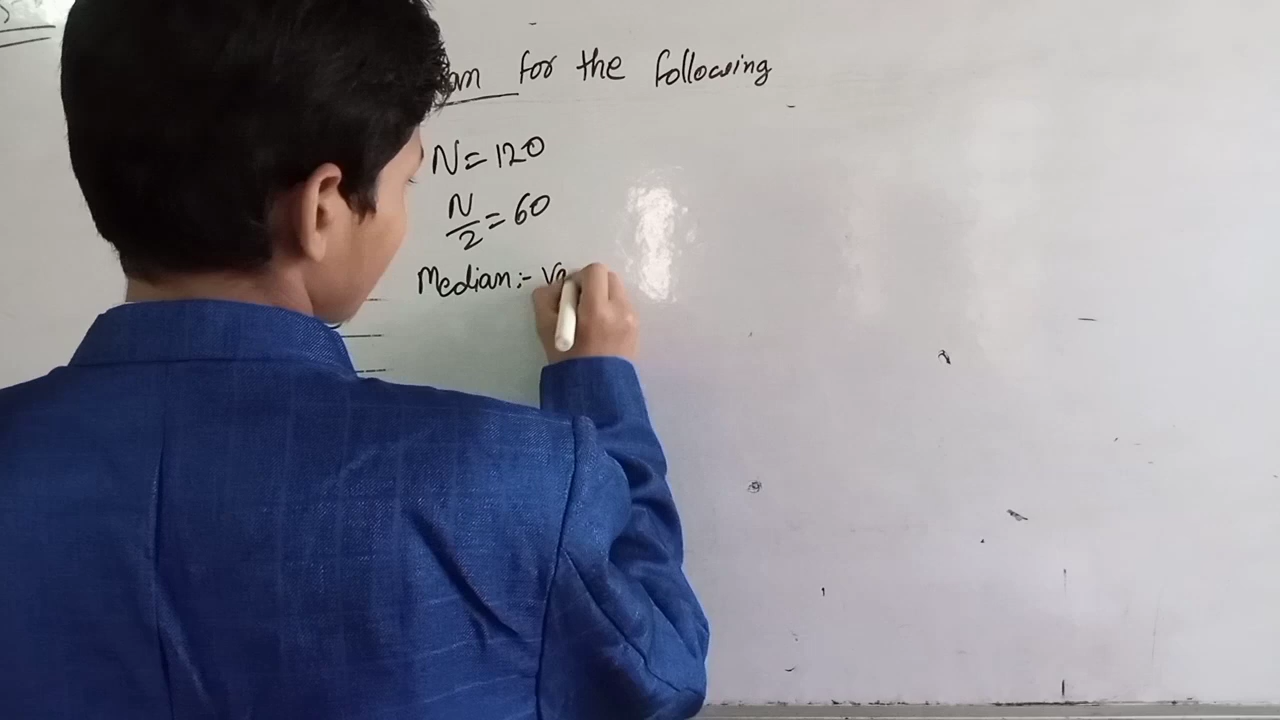 for the following
N = 120
N/2 = 60
Median :-